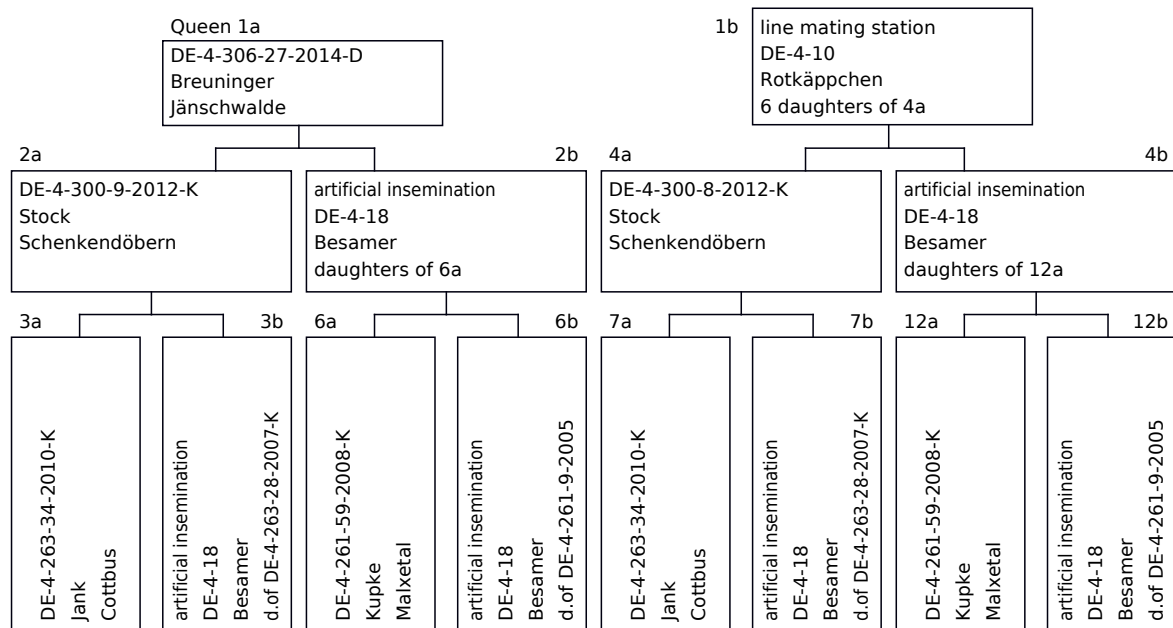 Queen 1a
DE-4-306-27-2014-D
Breuninger
Jänschwalde
1b
line mating station
DE-4-10
Rotkäppchen
6 daughters of 4a
2a
DE-4-300-9-2012-K
Stock
Schenkendöbern
2b
artificial insemination
DE-4-18
Besamer
daughters of 6a
4a
DE-4-300-8-2012-K
Stock
Schenkendöbern
4b
artificial insemination
DE-4-18
Besamer
daughters of 12a
3a
DE-4-263-34-2010-K
Jank
Cottbus
3b
artificial insemination
DE-4-18
Besamer
d.of DE-4-263-28-2007-K
6a
DE-4-261-59-2008-K
Kupke
Malxetal
6b
artificial insemination
DE-4-18
Besamer
d.of DE-4-261-9-2005
7a
DE-4-263-34-2010-K
Jank
Cottbus
7b
artificial insemination
DE-4-18
Besamer
d.of DE-4-263-28-2007-K
12a
DE-4-261-59-2008-K
Kupke
Malxetal
12b
artificial insemination
DE-4-18
Besamer
d.of DE-4-261-9-2005